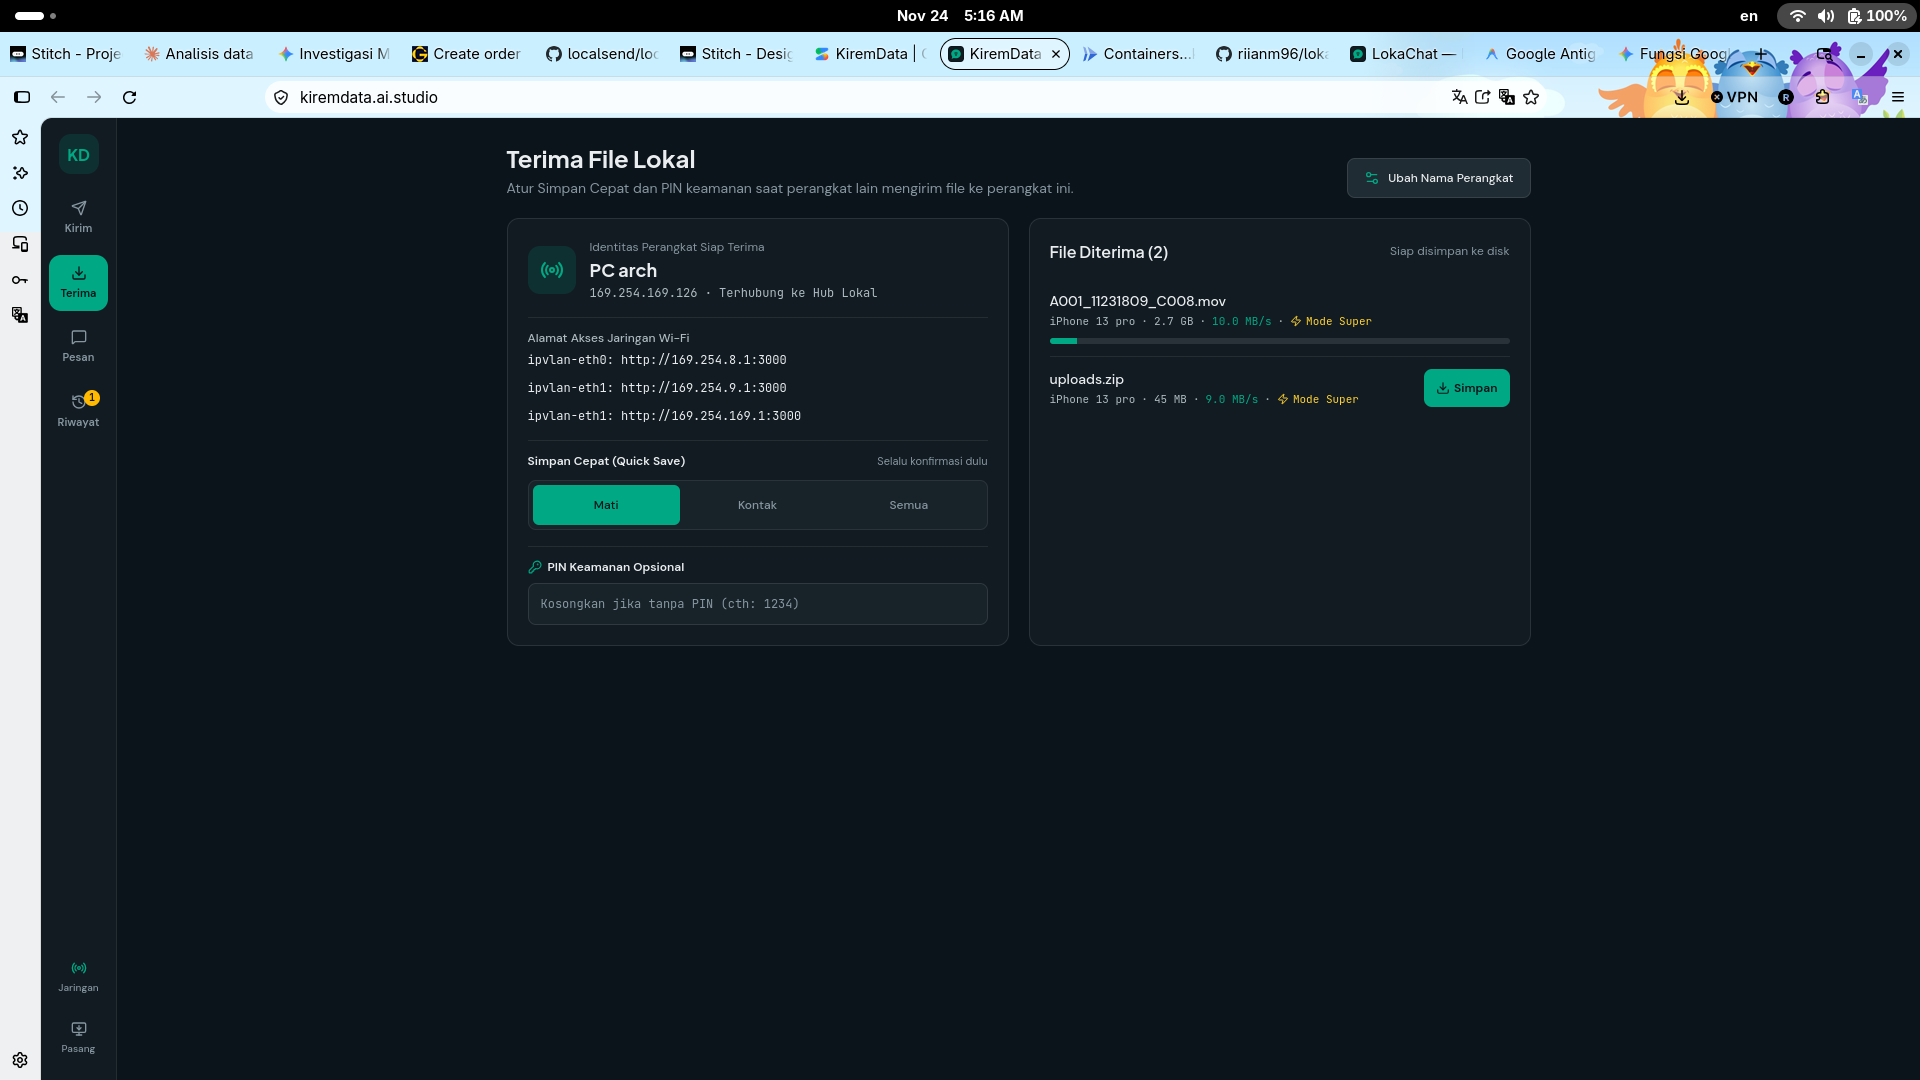 Nov 24 5:16 AM
en
100%
Stitch - Proje
Analisis data
Investigasi M
Create order
localsend/loc
Stitch - Desig
KiremData |
KiremData
Containers...
riianm96/loka
LokaChat —
Google Antig
Fungsi Goog
kiremdata.ai.studio
VPN
R
KD
Kirim
Terima
Pesan
1
Riwayat
Jaringan
Pasang
Terima File Lokal
Atur Simpan Cepat dan PIN keamanan saat perangkat lain mengirim file ke perangkat ini.
Ubah Nama Perangkat
Identitas Perangkat Siap Terima
PC arch
169.254.169.126 · Terhubung ke Hub Lokal
Alamat Akses Jaringan Wi-Fi
ipvlan-eth0: http://169.254.8.1:3000
ipvlan-eth1: http://169.254.9.1:3000
ipvlan-eth1: http://169.254.169.1:3000
Simpan Cepat (Quick Save)
Selalu konfirmasi dulu
Mati
Kontak
Semua
PIN Keamanan Opsional
Kosongkan jika tanpa PIN (cth: 1234)
File Diterima (2)
Siap disimpan ke disk
A001_11231809_C008.mov
iPhone 13 pro · 2.7 GB · 10.0 MB/s · Mode Super
uploads.zip
iPhone 13 pro · 45 MB · 9.0 MB/s · Mode Super
Simpan